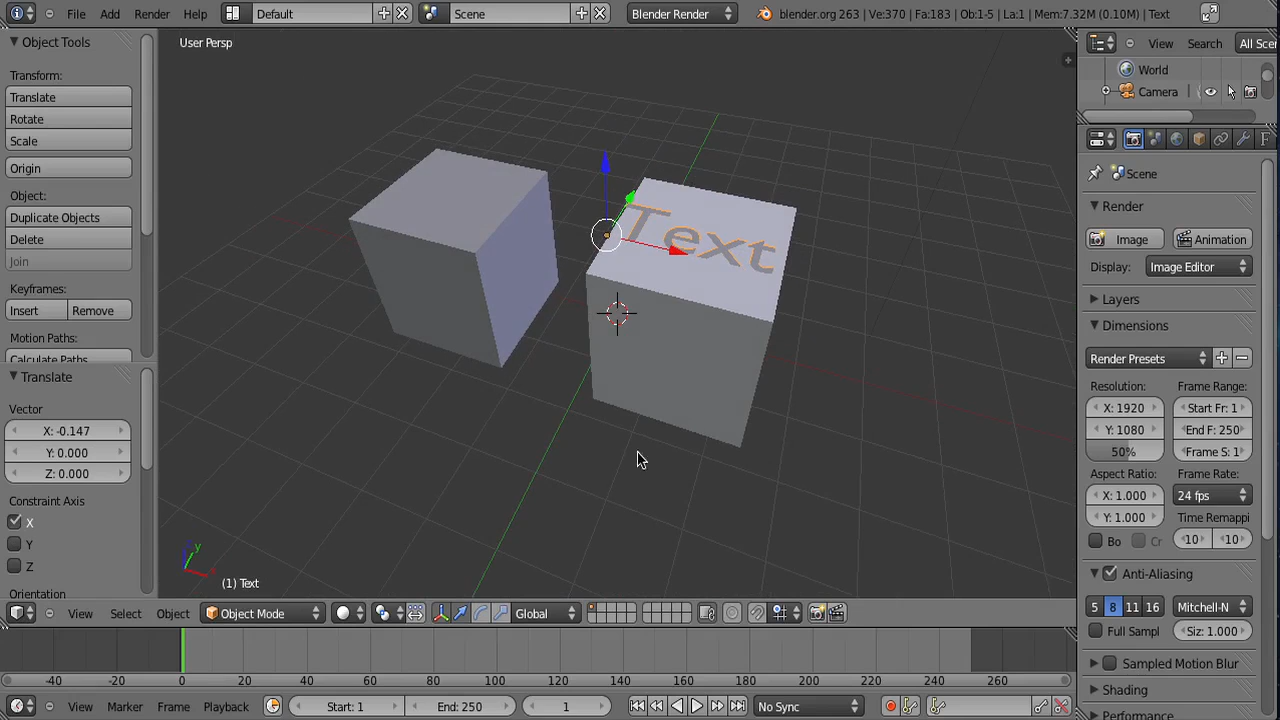 File Add Render Help Default Scene Blender Render blender.org 263 | Ve:370 | Fa:183 | Ob:1-5 | La:1 | Mem:7.32M (0.10M) | Text
Object Tools
Transform:
Translate
Rotate
Scale
Origin
Object:
Duplicate Objects
Delete
Join
Keyframes:
Insert Remove
Motion Paths:
Calculate Paths
Translate
Vector
X: -0.147
Y: 0.000
Z: 0.000
Constraint Axis
X
Y
Z
Orientation
User Persp
Text
y
(1) Text
View Select Object Object Mode Global
-40 -20 0 20 40 60 80 100 120 140 160 180 200 220 240 260
View Marker Frame Playback Start: 1 End: 250 1 No Sync
View Search All Sce
World
Camera
Scene
Render
Image Animation
Display: Image Editor
Layers
Dimensions
Render Presets
Resolution: Frame Range:
X: 1920 Start Fr: 1
Y: 1080 End F: 250
50% Frame S: 1
Aspect Ratio: Frame Rate:
X: 1.000 24 fps
Y: 1.000 Time Remappi
Bo Cr 10 10
Anti-Aliasing
5 8 11 16 Mitchell-N
Full Sampl Siz: 1.000
Sampled Motion Blur
Shading
Performance